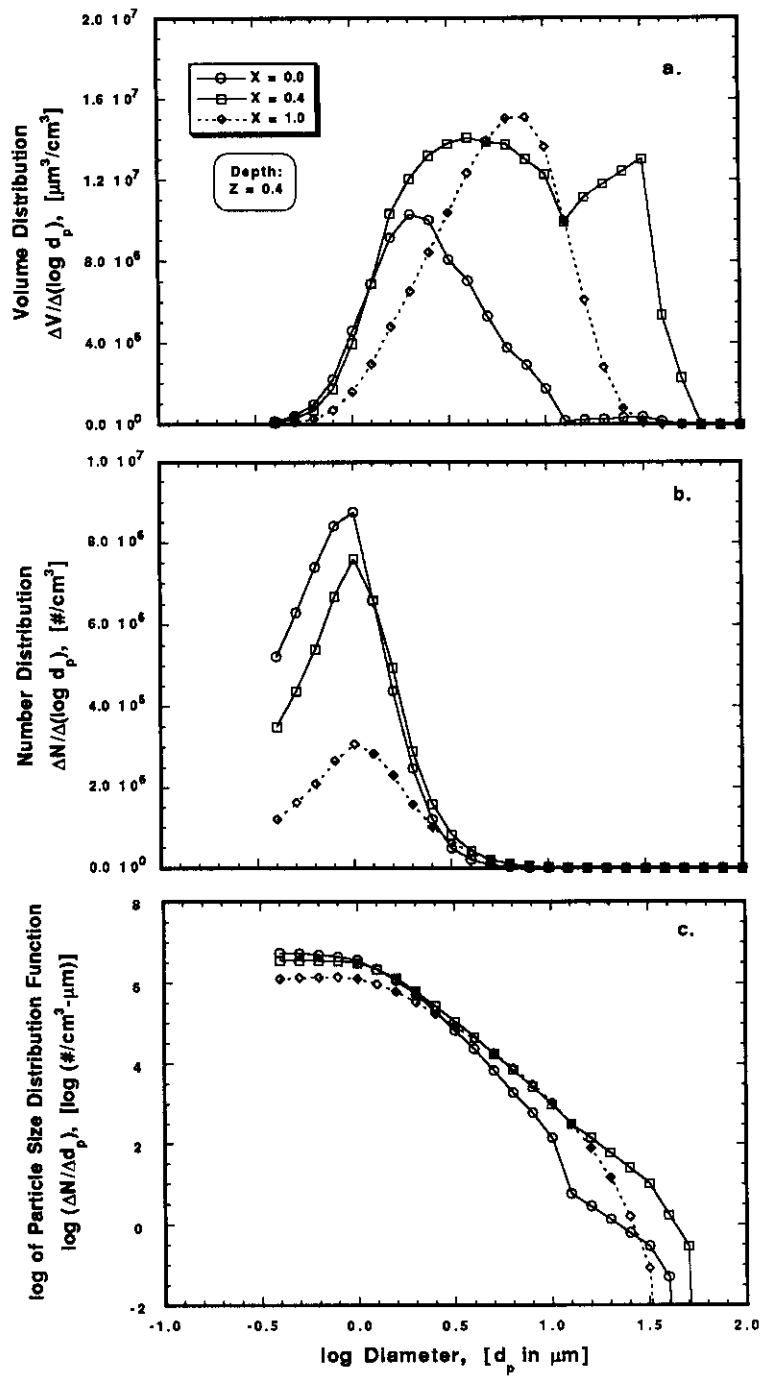 2.0 10⁷
a.
X = 0.0
X = 0.4
X = 1.0
1.6 10⁷
Depth:
Z = 0.4
1.2 10⁷
8.0 10⁶
4.0 10⁶
0.0 10⁰
Volume Distribution
ΔV/Δ(log dₚ), [μm³/cm³]
1.0 10⁷
b.
8.0 10⁶
6.0 10⁶
4.0 10⁶
2.0 10⁶
0.0 10⁰
Number Distribution
ΔN/Δ(log dₚ), [#/cm³]
8
c.
6
4
2
0
-2
log of Particle Size Distribution Function
log (ΔN/Δdₚ), [log (#/cm³-μm)]
-1.0 -0.5 0.0 0.5 1.0 1.5 2.0
log Diameter, [dₚ in μm]